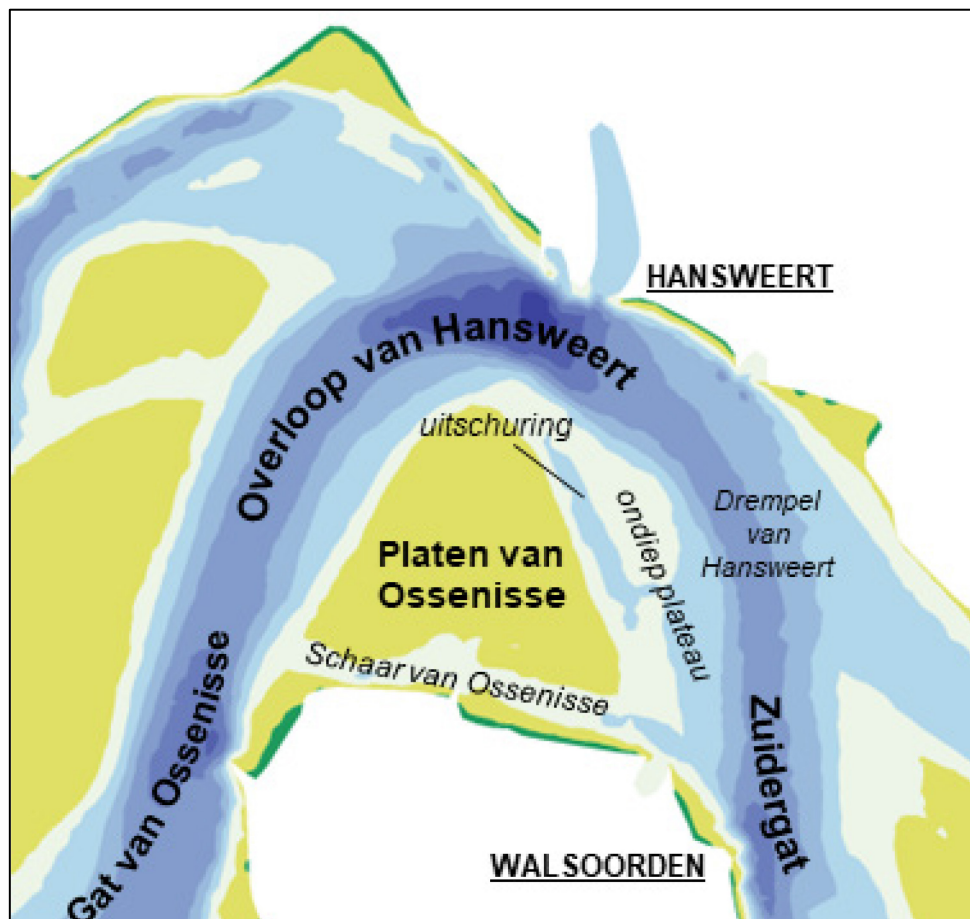 HANSWEERT
Overloop van Hansweert
uitschuring
ondiep plateau
Drempel
van
Hansweert
Platen van
Ossenisse
Schaar van Ossenisse
Gat van Ossenisse
Zuidergat
WALSOORDEN